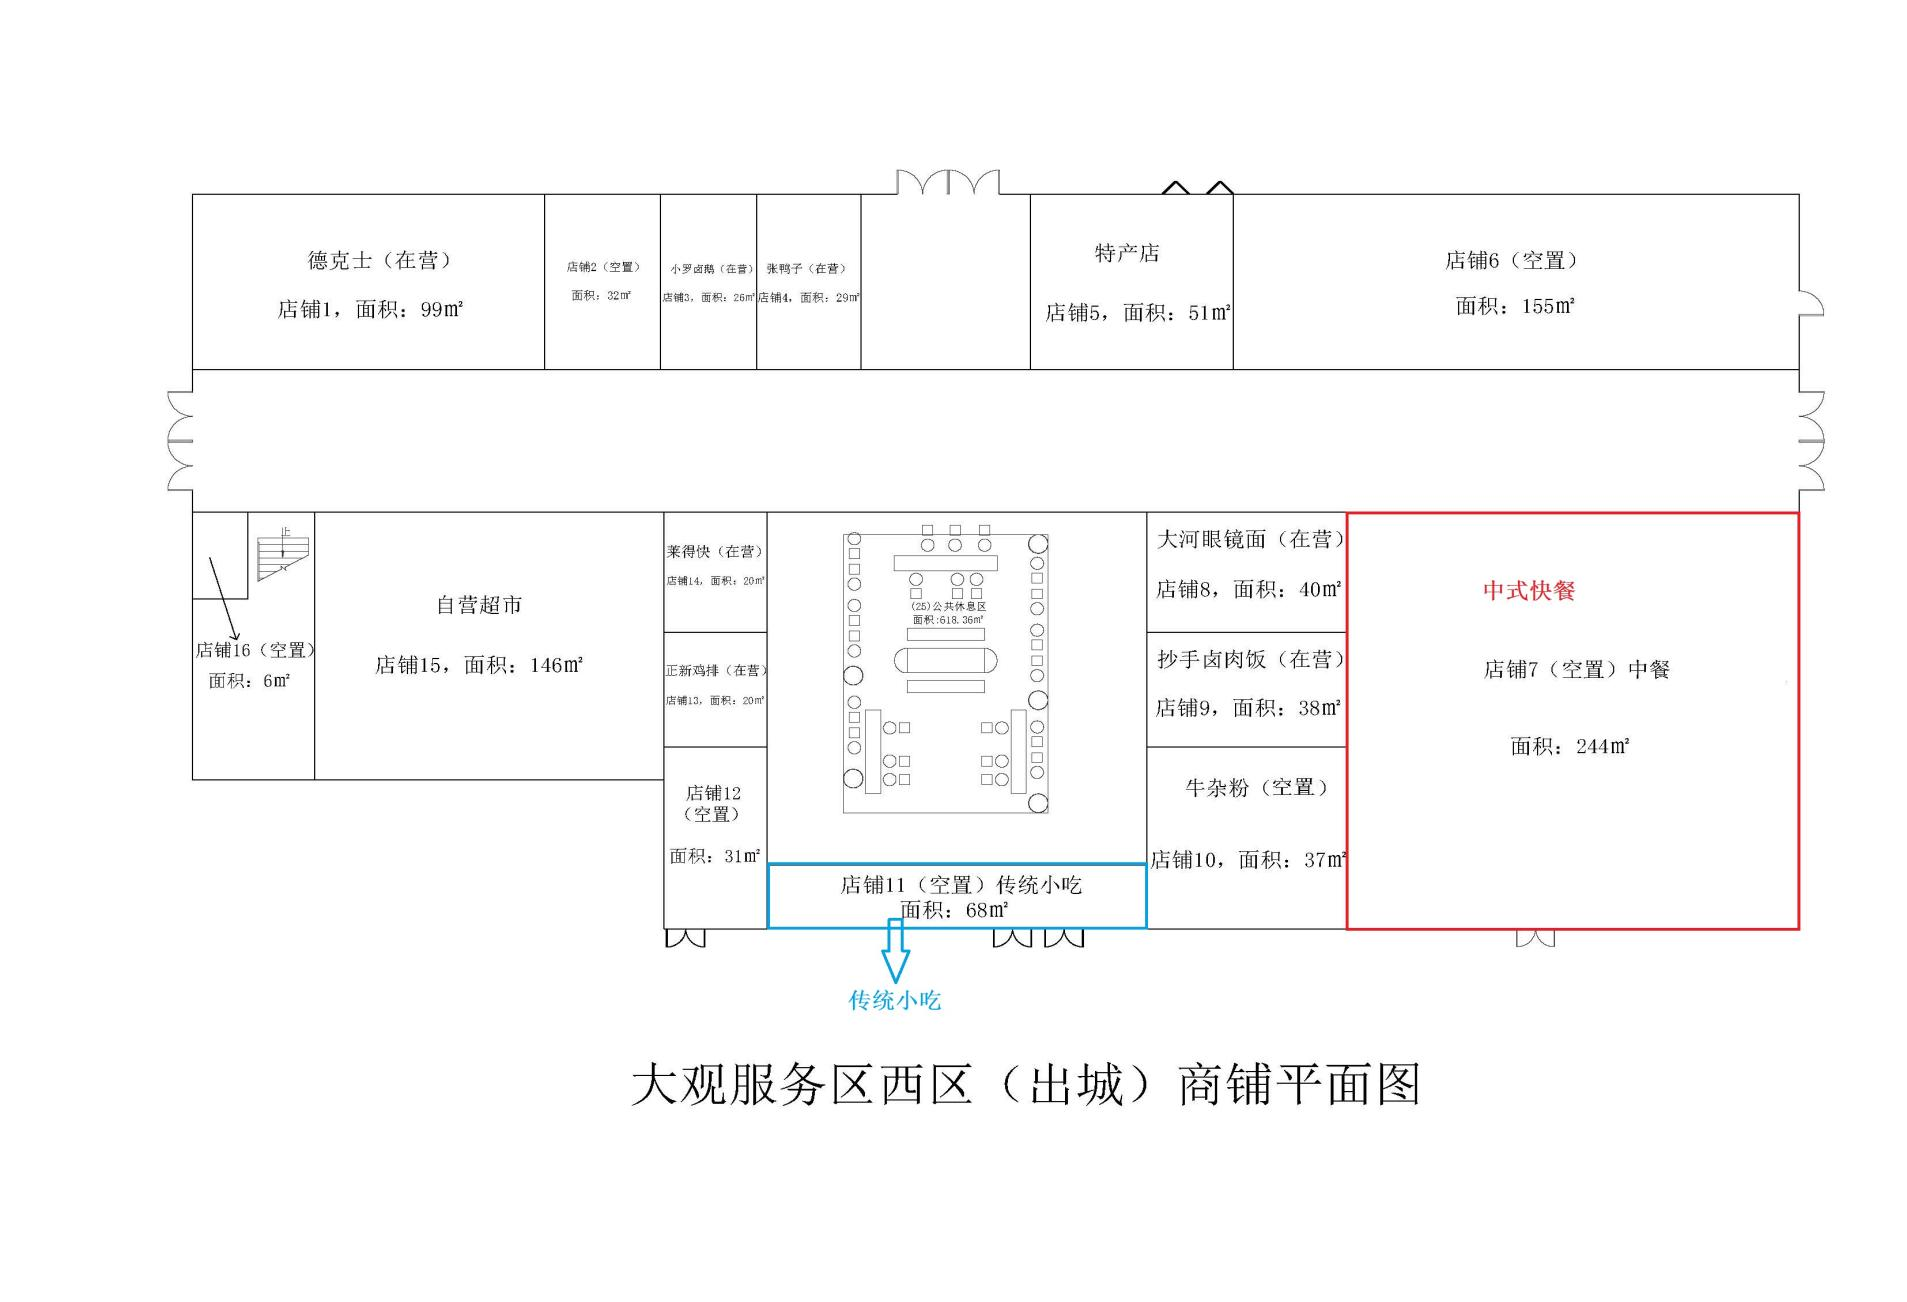 德克士（在营）
店铺1，面积：99㎡
店铺2（空置）
面积：32㎡
小罗卤鹅（在营）
店铺3，面积：26㎡
张鸭子（在营）
店铺4，面积：29㎡
特产店
店铺5，面积：51㎡
店铺6（空置）
面积：155㎡
店铺16（空置）
面积：6㎡
自营超市
店铺15，面积：146㎡
莱得快（在营）
店铺14，面积：20㎡
正新鸡排（在营）
店铺13，面积：20㎡
店铺12
（空置）
面积：31㎡
(25)公共休息区
面积:618.36㎡
店铺11（空置）传统小吃
面积：68㎡
传统小吃
大河眼镜面（在营）
店铺8，面积：40㎡
抄手卤肉饭（在营）
店铺9，面积：38㎡
牛杂粉（空置）
店铺10，面积：37㎡
中式快餐
店铺7（空置）中餐
面积：244㎡
大观服务区西区（出城）商铺平面图